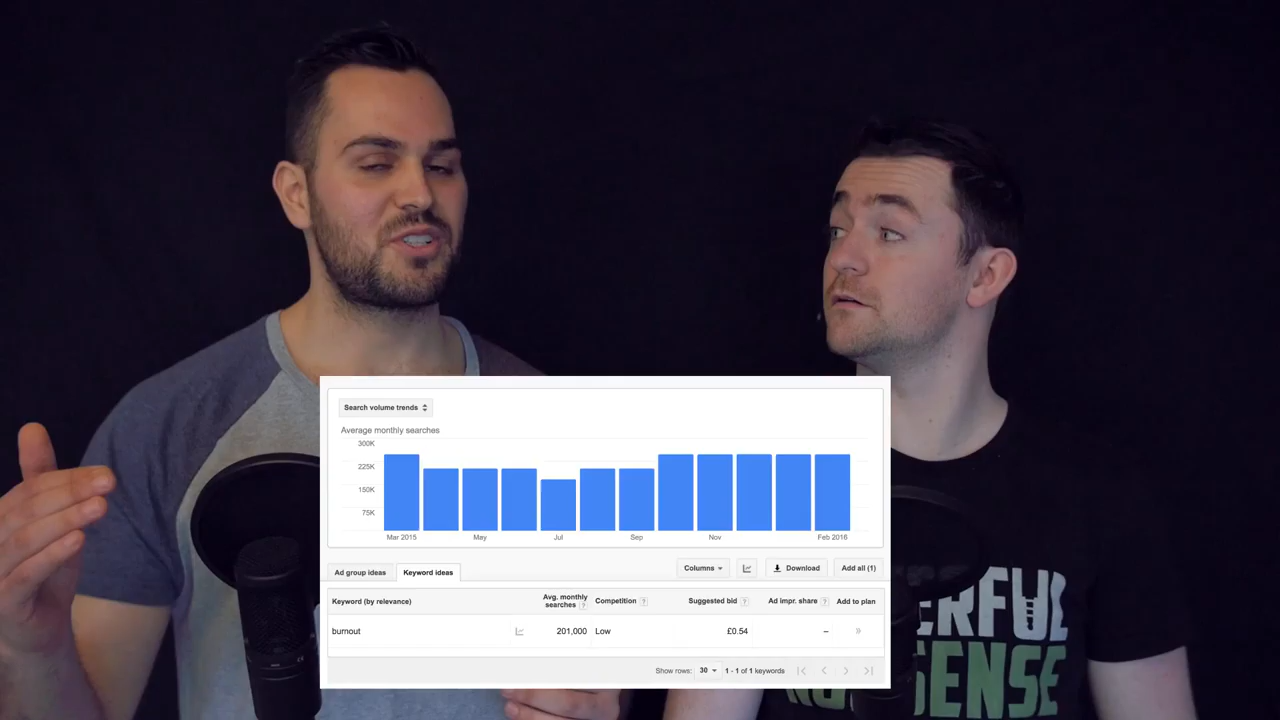 Search volume trends
Average monthly searches
300K
225K
150K
75K
Mar 2015 May Jul Sep Nov Feb 2016
Ad group ideas Keyword ideas Columns Download Add all (1)
Keyword (by relevance) Avg. monthly searches ? Competition ? Suggested bid ? Ad impr. share ? Add to plan
burnout 201,000 Low £0.54 – »
Show rows: 30 1 - 1 of 1 keywords
ERFUL
ENSE